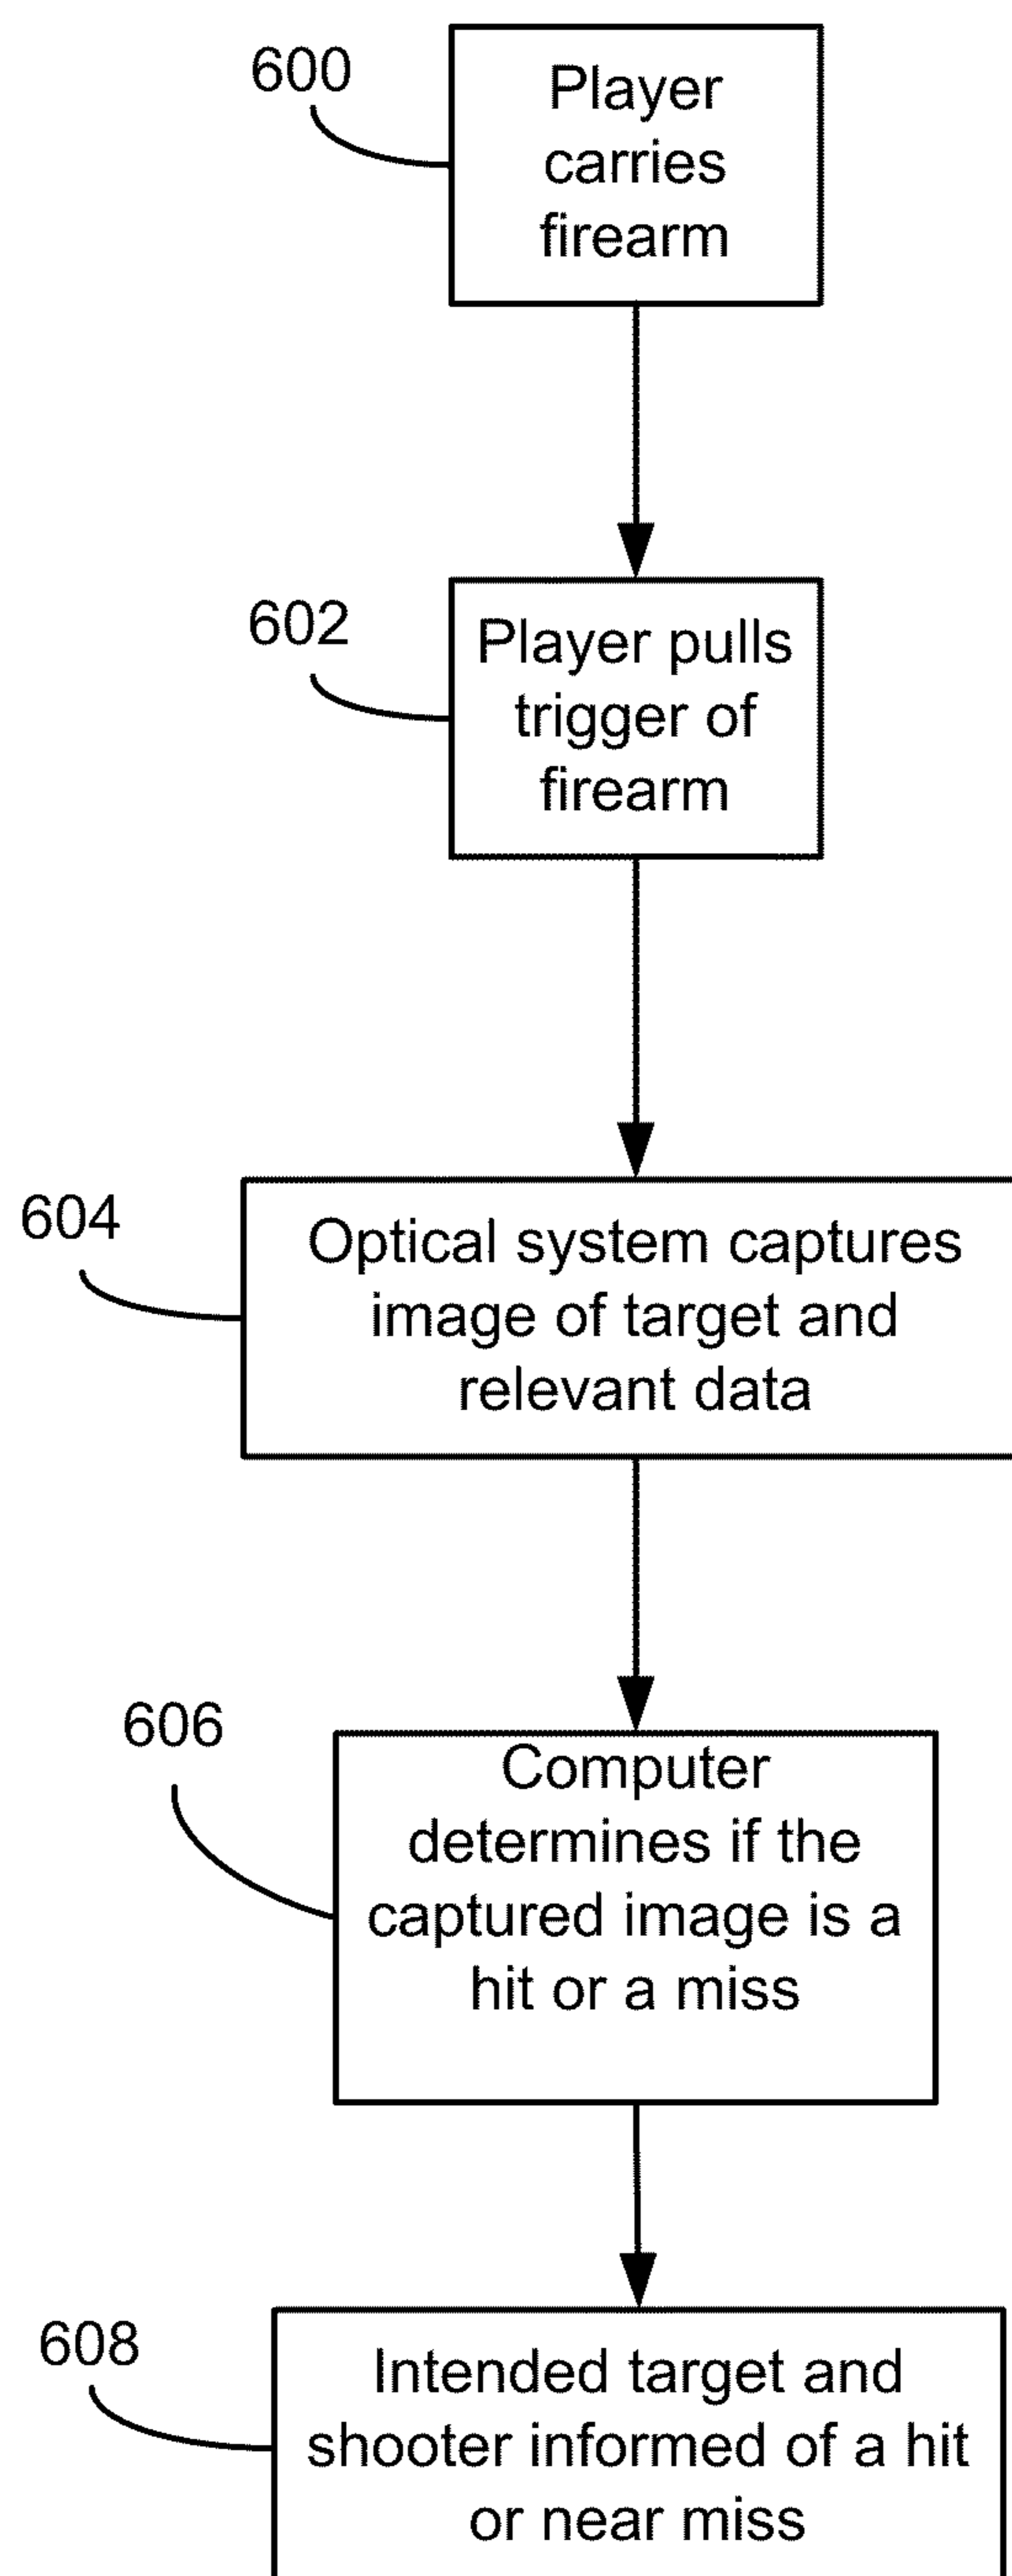 600
Player
carries
firearm
602
Player pulls
trigger of
firearm
604
Optical system captures
image of target and
relevant data
606
Computer
determines if the
captured image is a
hit or a miss
608
Intended target and
shooter informed of a hit
or near miss